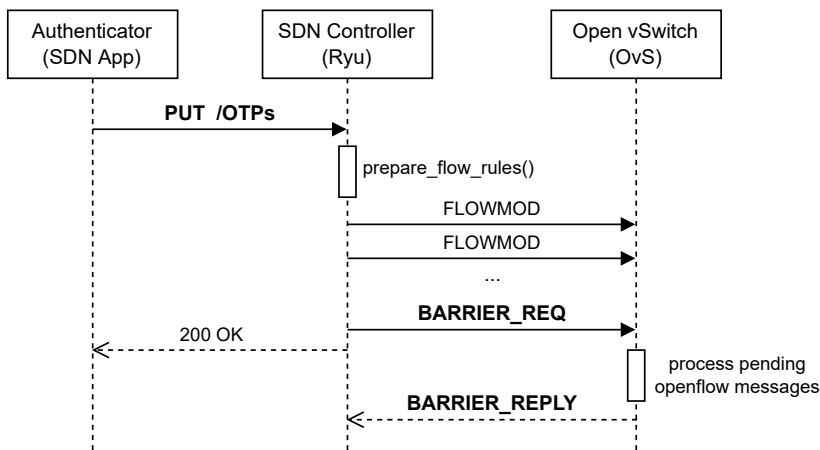 Authenticator
(SDN App)
SDN Controller
(Ryu)
Open vSwitch
(OvS)
PUT /OTPs
prepare_flow_rules()
FLOWMOD
FLOWMOD
...
BARRIER_REQ
200 OK
process pending
openflow messages
BARRIER_REPLY